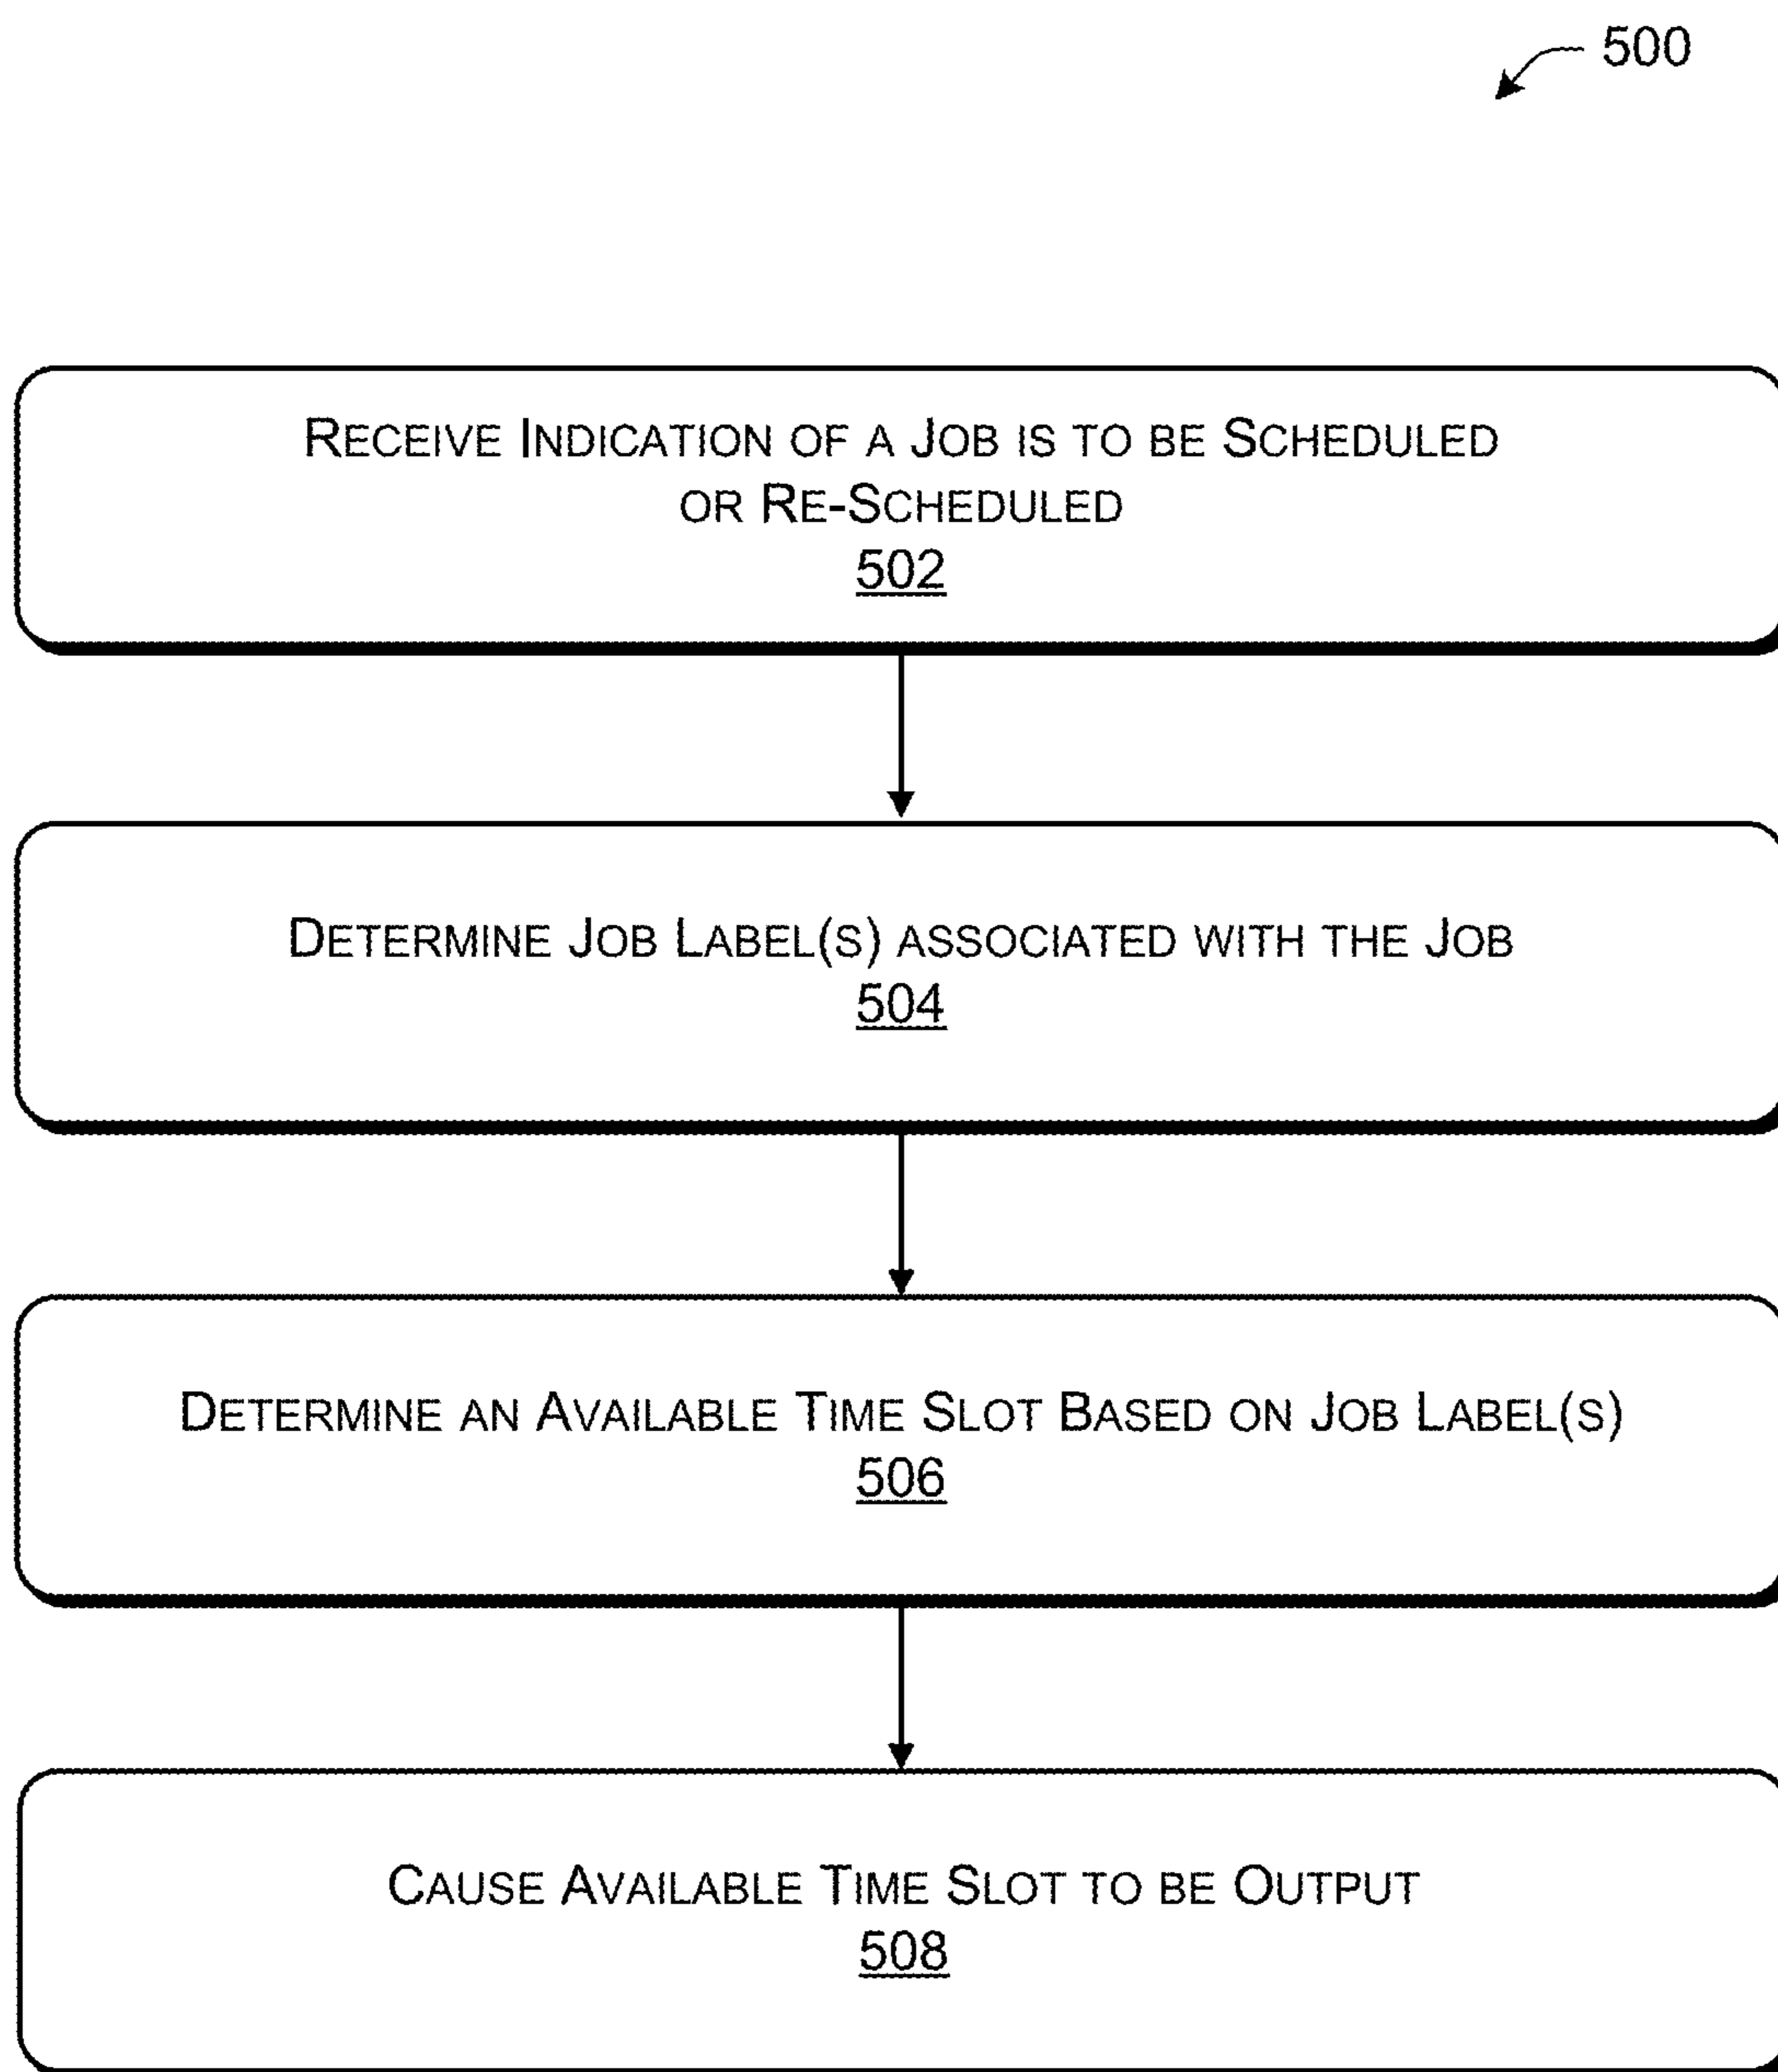 500
Receive Indication of a Job is to be Scheduled
or Re-Scheduled
502
Determine Job Label(s) associated with the Job
504
Determine an Available Time Slot Based on Job Label(s)
506
Cause Available Time Slot to be Output
508